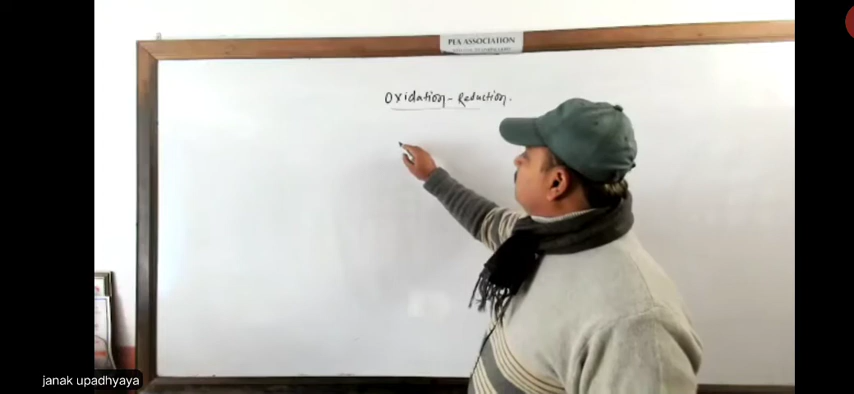 PEA ASSOCIATION
Oxidation - Reduction.
janak upadhyaya